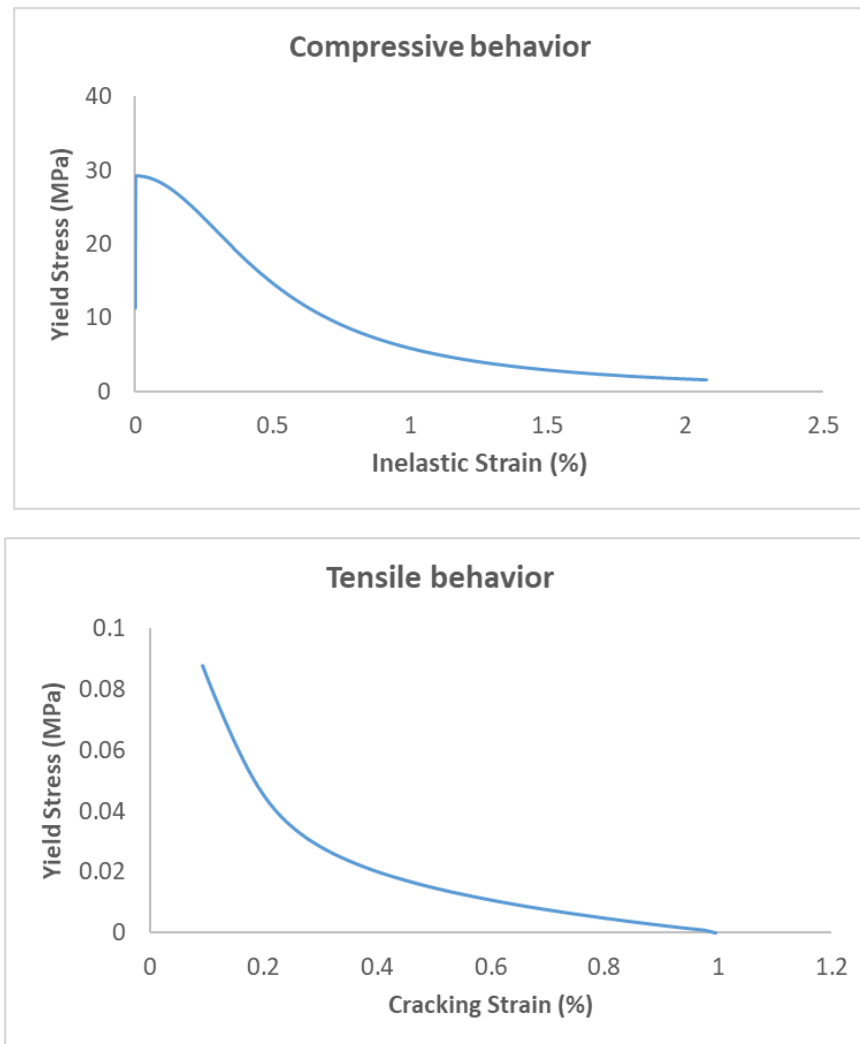 Compressive behavior
40
30
20
10
0
Yield Stress (MPa)
0 0.5 1 1.5 2 2.5
Inelastic Strain (%)
Tensile behavior
0.1
0.08
0.06
0.04
0.02
0
Yield Stress (MPa)
0 0.2 0.4 0.6 0.8 1 1.2
Cracking Strain (%)